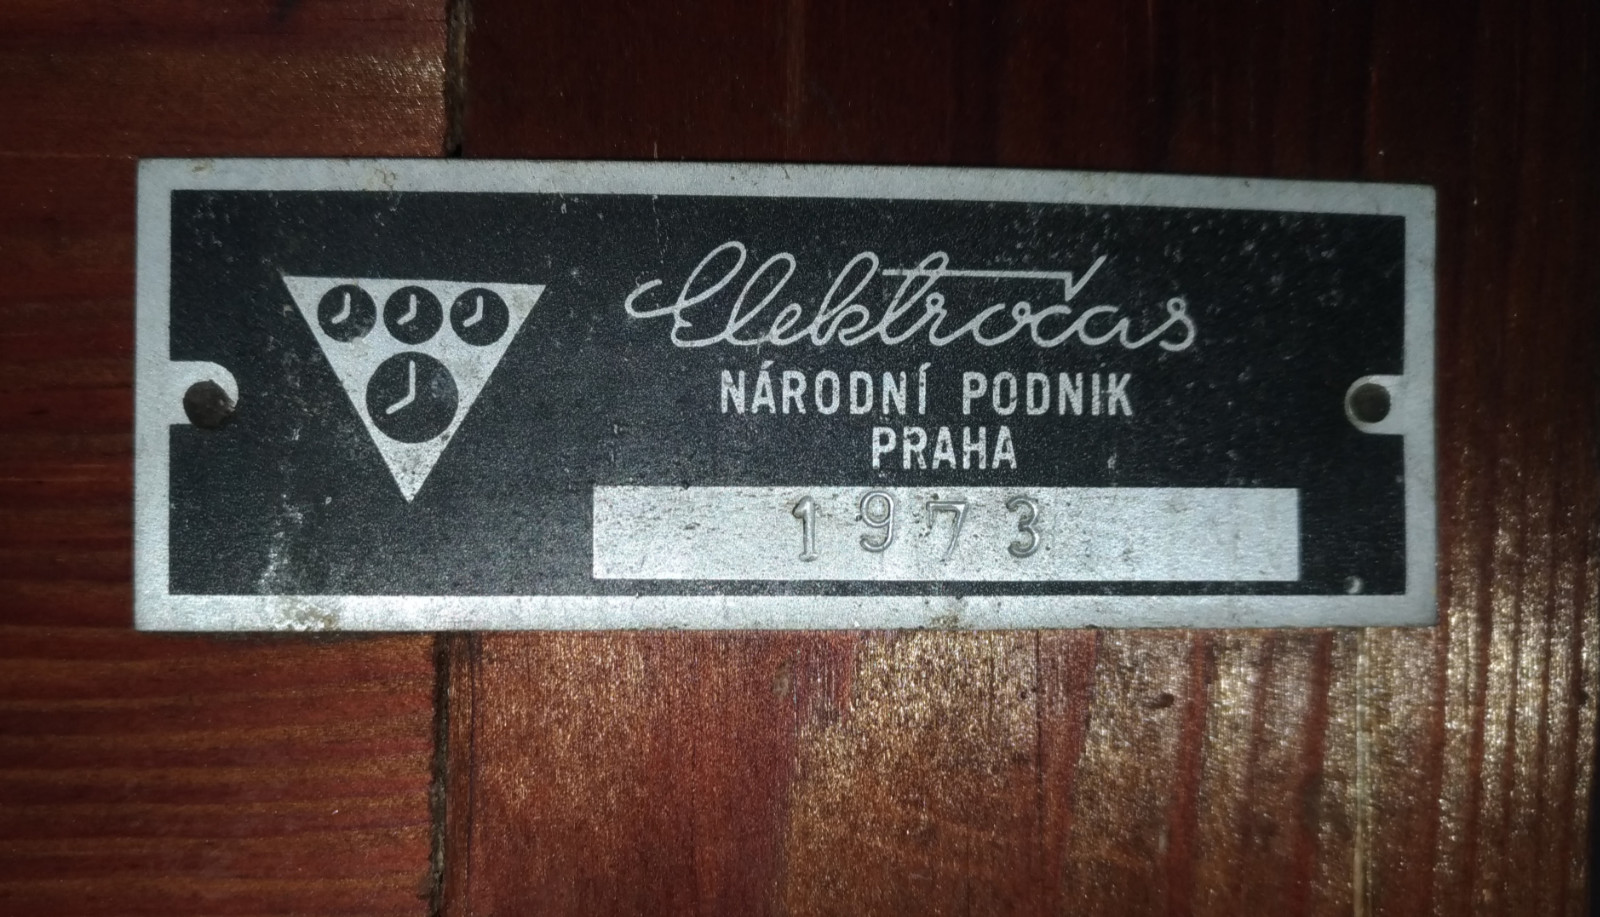 Elektročas
NÁRODNÍ PODNIK
PRAHA
1973